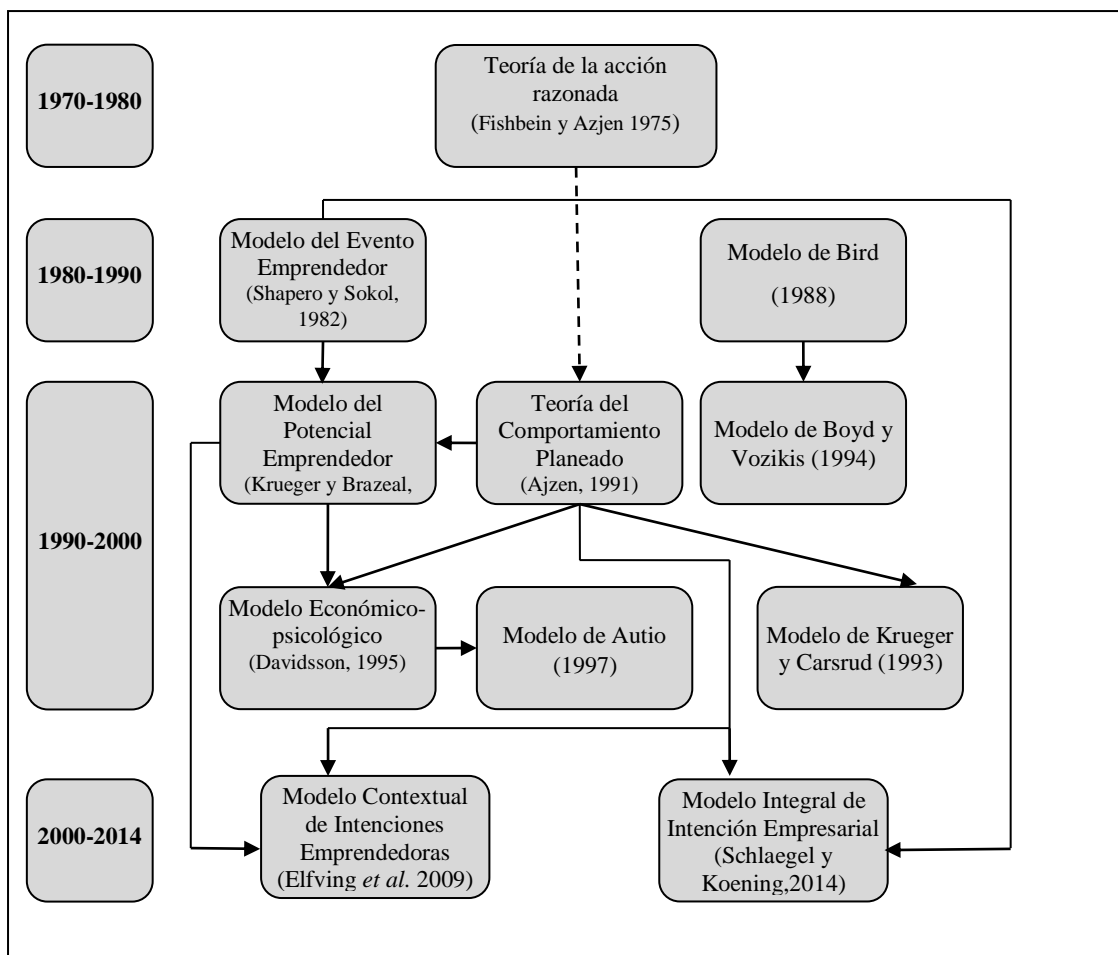 1970-1980
Teoría de la acción
razonada
(Fishbein y Azjen 1975)
1980-1990
Modelo del Evento
Emprendedor
(Shapero y Sokol,
1982)
Modelo de Bird
(1988)
1990-2000
Modelo del
Potencial
Emprendedor
(Krueger y Brazeal,
Teoría del
Comportamiento
Planeado
(Ajzen, 1991)
Modelo de Boyd y
Vozikis (1994)
Modelo Económico-
psicológico
(Davidsson, 1995)
Modelo de Autio
(1997)
Modelo de Krueger
y Carsrud (1993)
2000-2014
Modelo Contextual
de Intenciones
Emprendedoras
(Elfving et al. 2009)
Modelo Integral de
Intención Empresarial
(Schlaegel y
Koening,2014)